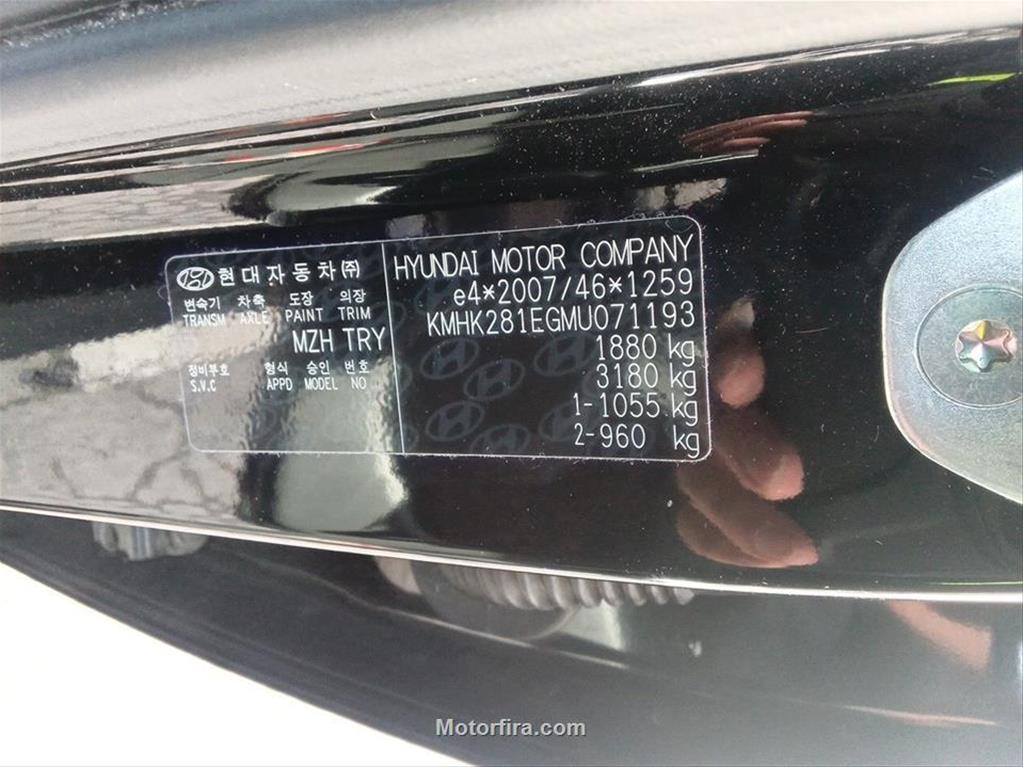 현대자동차(주)
변속기 차축 도장 의장
TRANSM AXLE PAINT TRIM
MZH TRY
정비부호 형식 승인 번호
S.V.C APPD MODEL NO
HYUNDAI MOTOR COMPANY
e4*2007/46*1259
KMHK281EGMU071193
1880 kg
3180 kg
1-1055 kg
2-960 kg
Motorfira.com